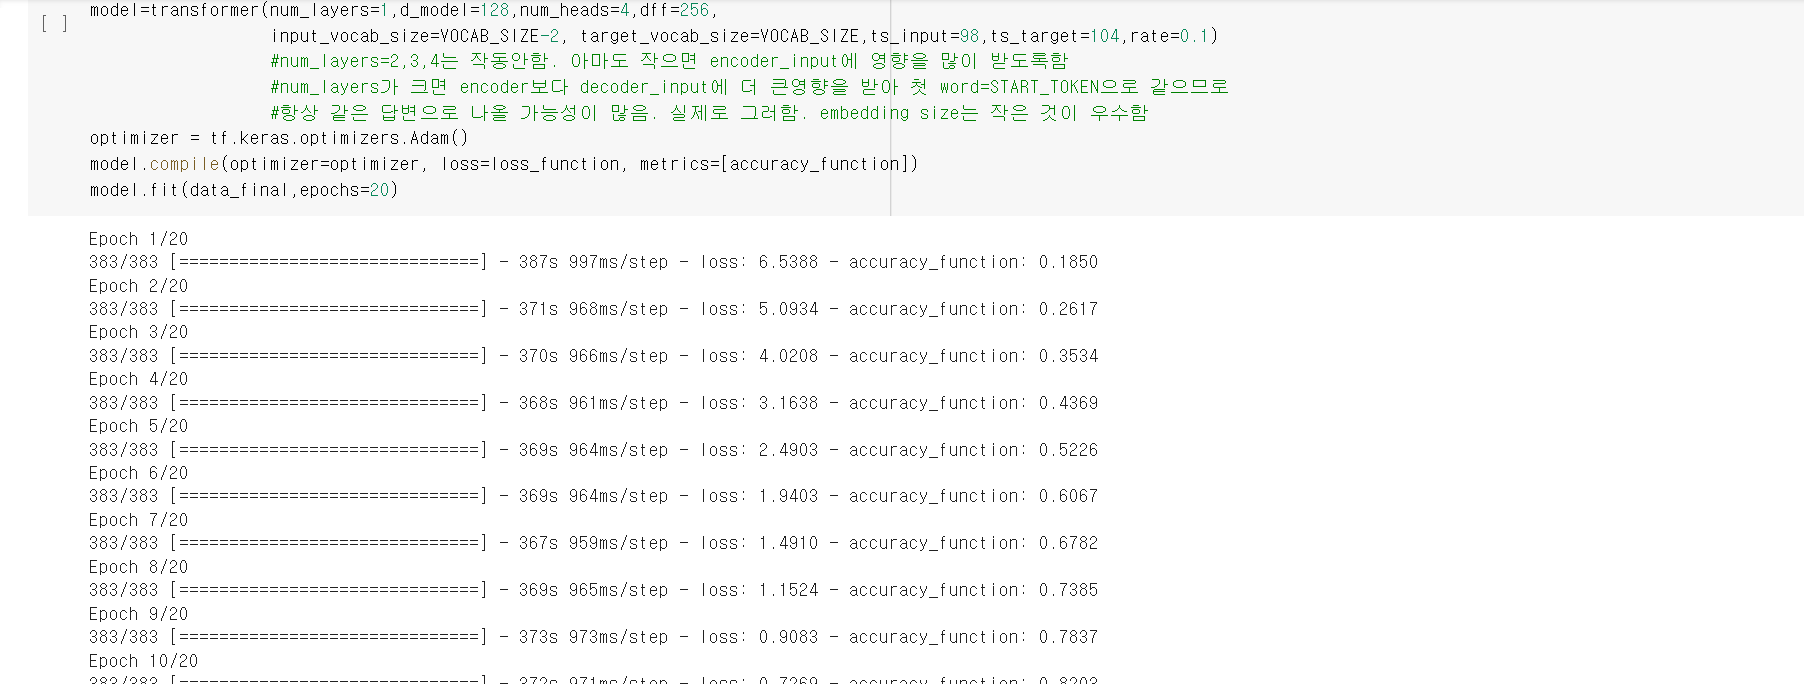 model=transformer(num_layers=1,d_model=128,num_heads=4,dff=256,
[ ]
input_vocab_size=VOCAB_SIZE-2, target_vocab_size=VOCAB_SIZE,ts_input=98,ts_target=104,rate=0.1)
#num_layers=2,3,4는 작동안함. 아마도 작으면 encoder_input에 영향을 많이 받도록함
#num_layers가 크면 encoder보다 decoder_input에 더 큰영향을 받아 첫 word=START_TOKEN으로 같으므로
#항상 같은 답변으로 나올 가능성이 많음. 실제로 그러함. embedding size는 작은 것이 우수함
optimizer = tf.keras.optimizers.Adam()
model.compile(optimizer=optimizer, loss=loss_function, metrics=[accuracy_function])
model.fit(data_final,epochs=20)
Epoch 1/20
383/383 [==============================] - 387s 997ms/step - loss: 6.5388 - accuracy_function: 0.1850
Epoch 2/20
383/383 [==============================] - 371s 968ms/step - loss: 5.0934 - accuracy_function: 0.2617
Epoch 3/20
383/383 [==============================] - 370s 966ms/step - loss: 4.0208 - accuracy_function: 0.3534
Epoch 4/20
383/383 [==============================] - 368s 961ms/step - loss: 3.1638 - accuracy_function: 0.4369
Epoch 5/20
383/383 [==============================] - 369s 964ms/step - loss: 2.4903 - accuracy_function: 0.5226
Epoch 6/20
383/383 [==============================] - 369s 964ms/step - loss: 1.9403 - accuracy_function: 0.6067
Epoch 7/20
383/383 [==============================] - 367s 959ms/step - loss: 1.4910 - accuracy_function: 0.6782
Epoch 8/20
383/383 [==============================] - 369s 965ms/step - loss: 1.1524 - accuracy_function: 0.7385
Epoch 9/20
383/383 [==============================] - 373s 973ms/step - loss: 0.9083 - accuracy_function: 0.7837
Epoch 10/20
383/383 [==============================] - 372s 971ms/step - loss: 0.7269 - accuracy_function: 0.8203